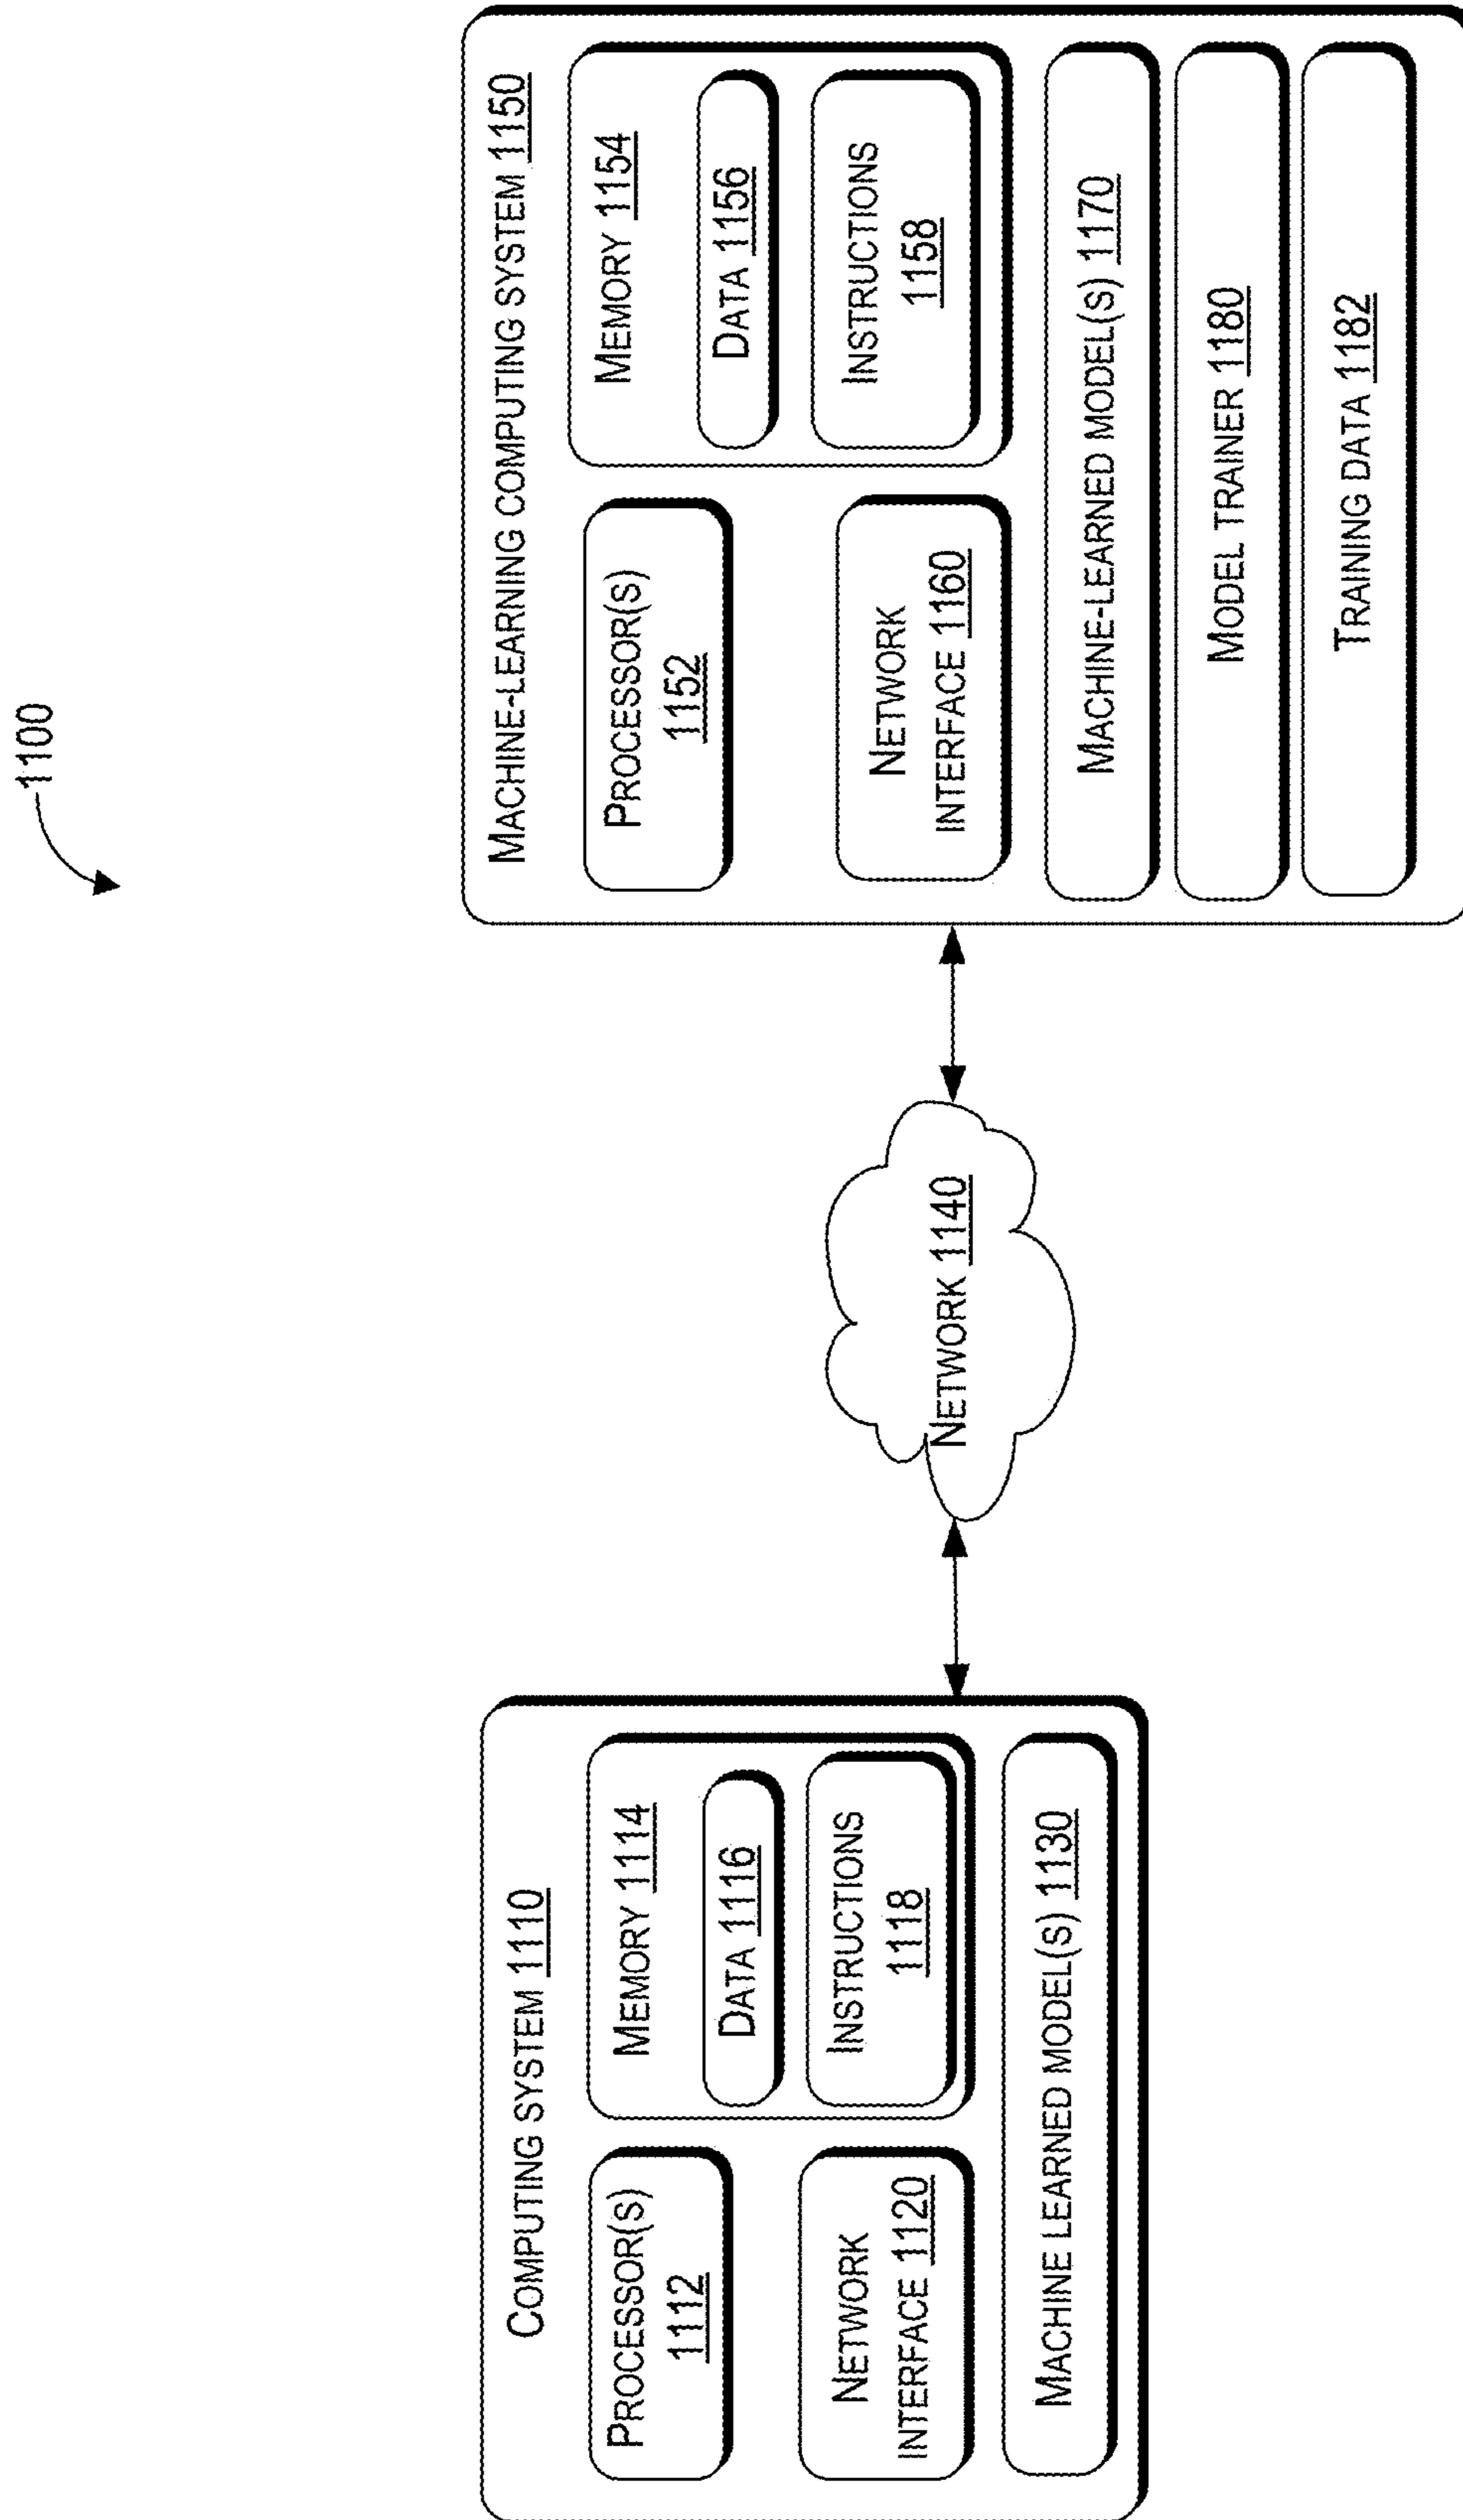 1100
COMPUTING SYSTEM 1110
PROCESSOR(S)
1112
MEMORY 1114
DATA 1116
INSTRUCTIONS
1118
NETWORK
INTERFACE 1120
MACHINE LEARNED MODEL(S) 1130
NETWORK 1140
MACHINE-LEARNING COMPUTING SYSTEM 1150
PROCESSOR(S)
1152
MEMORY 1154
DATA 1156
INSTRUCTIONS
1158
NETWORK
INTERFACE 1160
MACHINE-LEARNED MODEL(S) 1170
MODEL TRAINER 1180
TRAINING DATA 1182